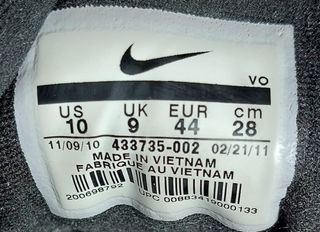 VO
US UK EUR cm
10 9 44 28
11/09/10 433735-002 02/21/11
MADE IN VIETNAM
FABRIQUE AU VIETNAM
200698792 UPC 00883419000133